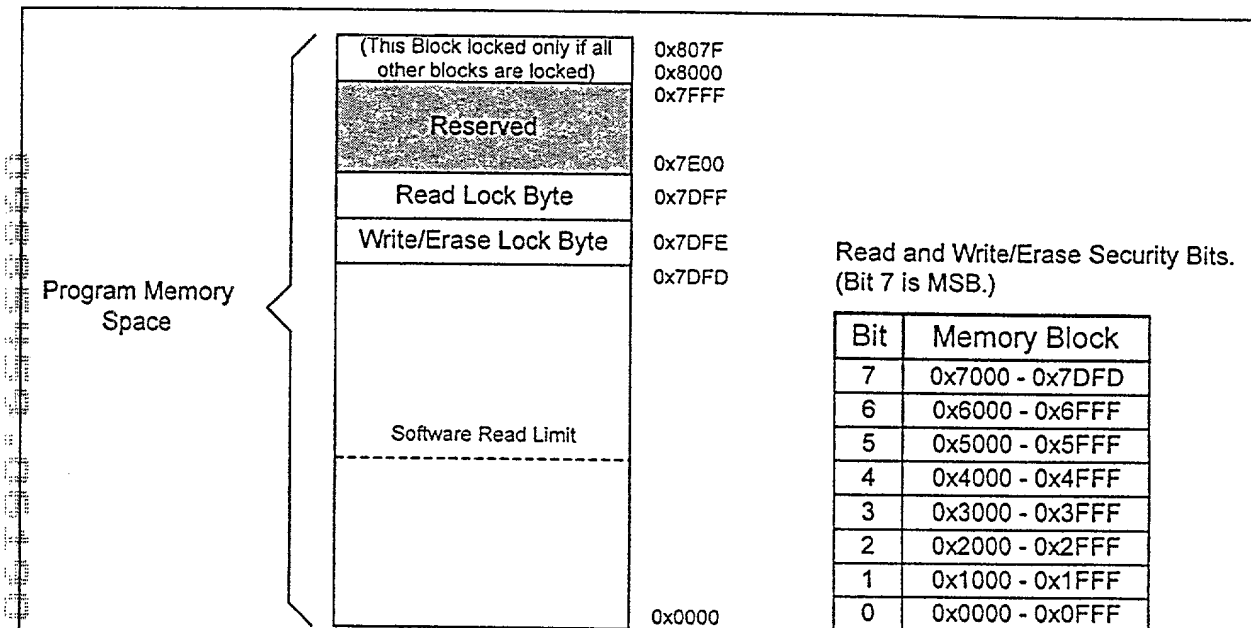 (This Block locked only if all
other blocks are locked)
0x807F
0x8000
0x7FFF
Reserved
0x7E00
Read Lock Byte
0x7DFF
Write/Erase Lock Byte
0x7DFE
0x7DFD
Program Memory
Space
Software Read Limit
0x0000
Read and Write/Erase Security Bits.
(Bit 7 is MSB.)
Bit Memory Block
7 0x7000 - 0x7DFD
6 0x6000 - 0x6FFF
5 0x5000 - 0x5FFF
4 0x4000 - 0x4FFF
3 0x3000 - 0x3FFF
2 0x2000 - 0x2FFF
1 0x1000 - 0x1FFF
0 0x0000 - 0x0FFF